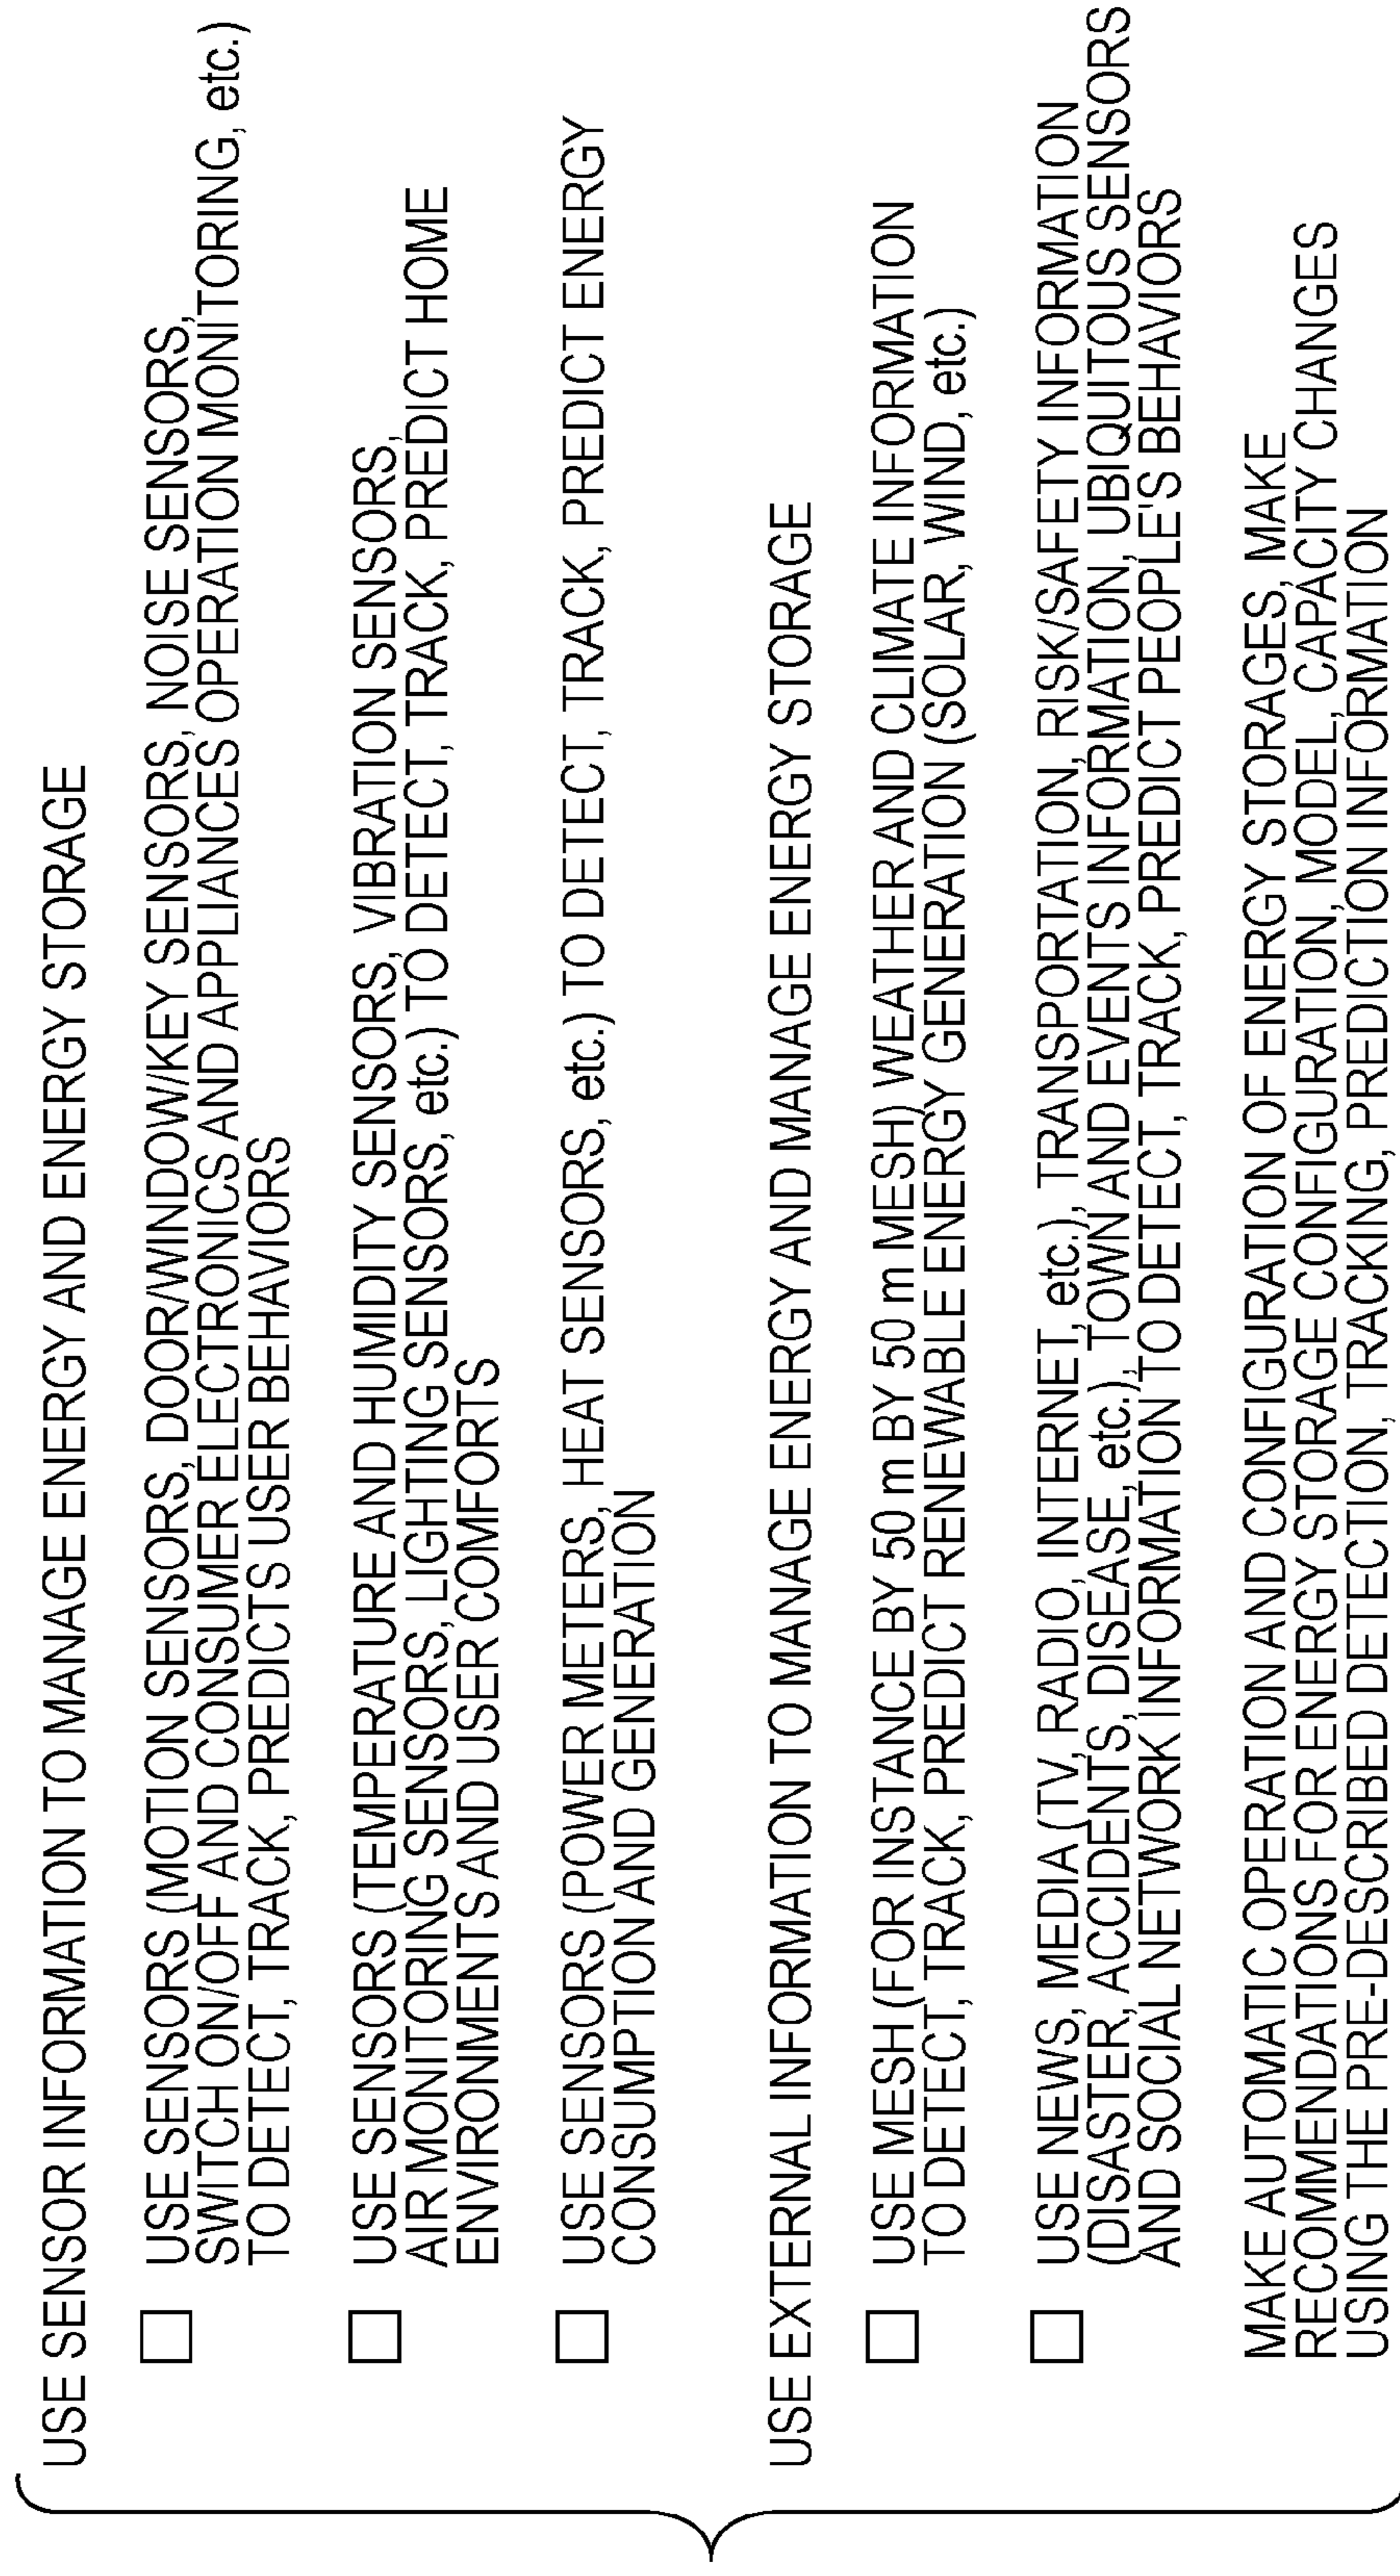 USE SENSOR INFORMATION TO MANAGE ENERGY AND ENERGY STORAGE
USE SENSORS (MOTION SENSORS, DOOR/WINDOW/KEY SENSORS, NOISE SENSORS,
SWITCH ON/OFF AND CONSUMER ELECTRONICS AND APPLIANCES OPERATION MONITORING, etc.)
TO DETECT, TRACK, PREDICTS USER BEHAVIORS
USE SENSORS (TEMPERATURE AND HUMIDITY SENSORS, VIBRATION SENSORS,
AIR MONITORING SENSORS, LIGHTING SENSORS, etc.) TO DETECT, TRACK, PREDICT HOME
ENVIRONMENTS AND USER COMFORTS
USE SENSORS (POWER METERS, HEAT SENSORS, etc.) TO DETECT, TRACK, PREDICT ENERGY
CONSUMPTION AND GENERATION
USE EXTERNAL INFORMATION TO MANAGE ENERGY AND MANAGE ENERGY STORAGE
USE MESH (FOR INSTANCE BY 50 m BY 50 m MESH) WEATHER AND CLIMATE INFORMATION
TO DETECT, TRACK, PREDICT RENEWABLE ENERGY GENERATION (SOLAR, WIND, etc.)
USE NEWS, MEDIA (TV, RADIO, INTERNET, etc.), TRANSPORTATION, RISK/SAFETY INFORMATION
(DISASTER, ACCIDENTS, DISEASE, etc.), TOWN AND EVENTS INFORMATION, UBIQUITOUS SENSORS
AND SOCIAL NETWORK INFORMATION TO DETECT, TRACK, PREDICT PEOPLE'S BEHAVIORS
MAKE AUTOMATIC OPERATION AND CONFIGURATION OF ENERGY STORAGES, MAKE
RECOMMENDATIONS FOR ENERGY STORAGE CONFIGURATION, MODEL, CAPACITY CHANGES
USING THE PRE-DESCRIBED DETECTION, TRACKING, PREDICTION INFORMATION